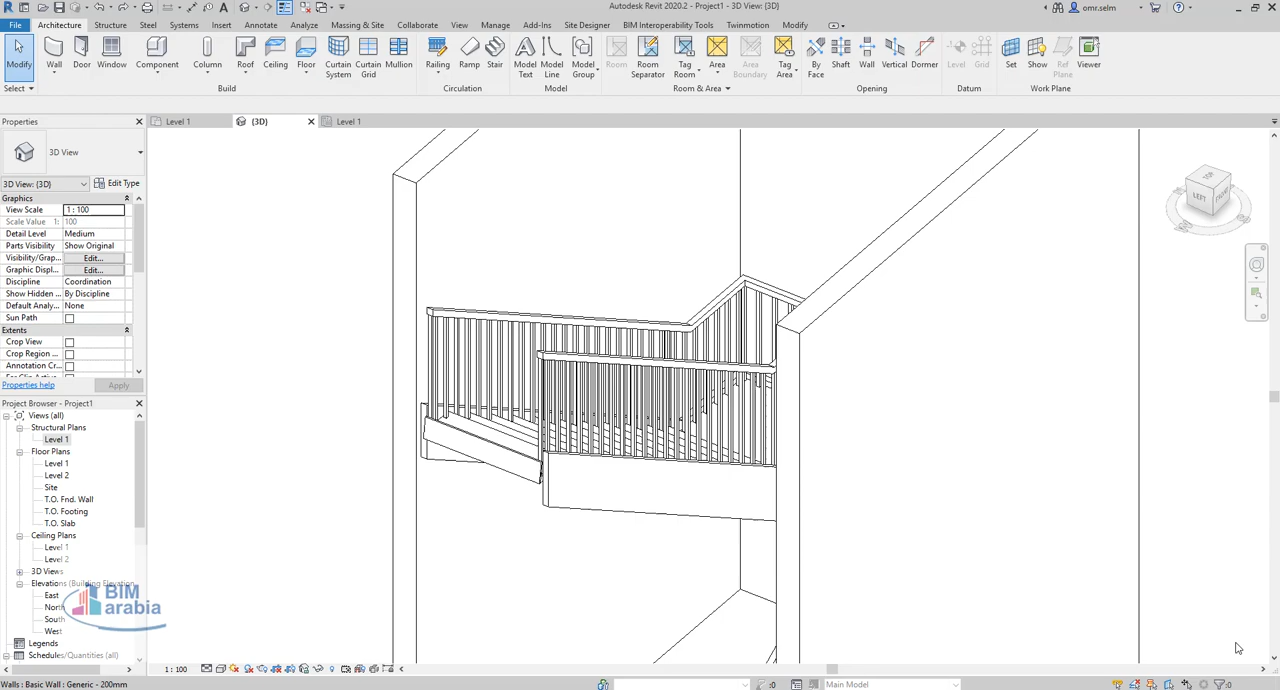 Autodesk Revit 2020.2 - Project1 - 3D View: {3D}
omr.selm
File Architecture Structure Steel Systems Insert Annotate Analyze Massing & Site Collaborate View Manage Add-Ins Site Designer BIM Interoperability Tools Twinmotion Modify
Modify Wall Door Window Component Column Roof Ceiling Floor Curtain System Curtain Grid Mullion Railing Ramp Stair Model Text Model Line Model Group Room Room Separator Tag Room Area Area Boundary Tag Area By Face Shaft Wall Vertical Dormer Level Grid Set Show Ref Plane Viewer
Select Build Circulation Model Room & Area Opening Datum Work Plane
Properties Level 1 {3D} Level 1
3D View
3D View: {3D} Edit Type
Graphics
View Scale 1 : 100
Scale Value 1: 100
Detail Level Medium
Parts Visibility Show Original
Visibility/Grap... Edit...
Graphic Displ... Edit...
Discipline Coordination
Show Hidden ... By Discipline
Default Analy... None
Sun Path
Extents
Crop View
Crop Region ...
Annotation Cr...
Properties help Apply
Project Browser - Project1
Views (all)
Structural Plans
Level 1
Floor Plans
Level 1
Level 2
Site
T.O. Fnd. Wall
T.O. Footing
T.O. Slab
Ceiling Plans
Level 1
Level 2
3D Views
Elevations (Building Elevation
East
North
South
West
Legends
Schedules/Quantities (all)
BIM
arabia
TOP
LEFT FRONT
1 : 100
Walls : Basic Wall : Generic - 200mm
:0 Main Model :0